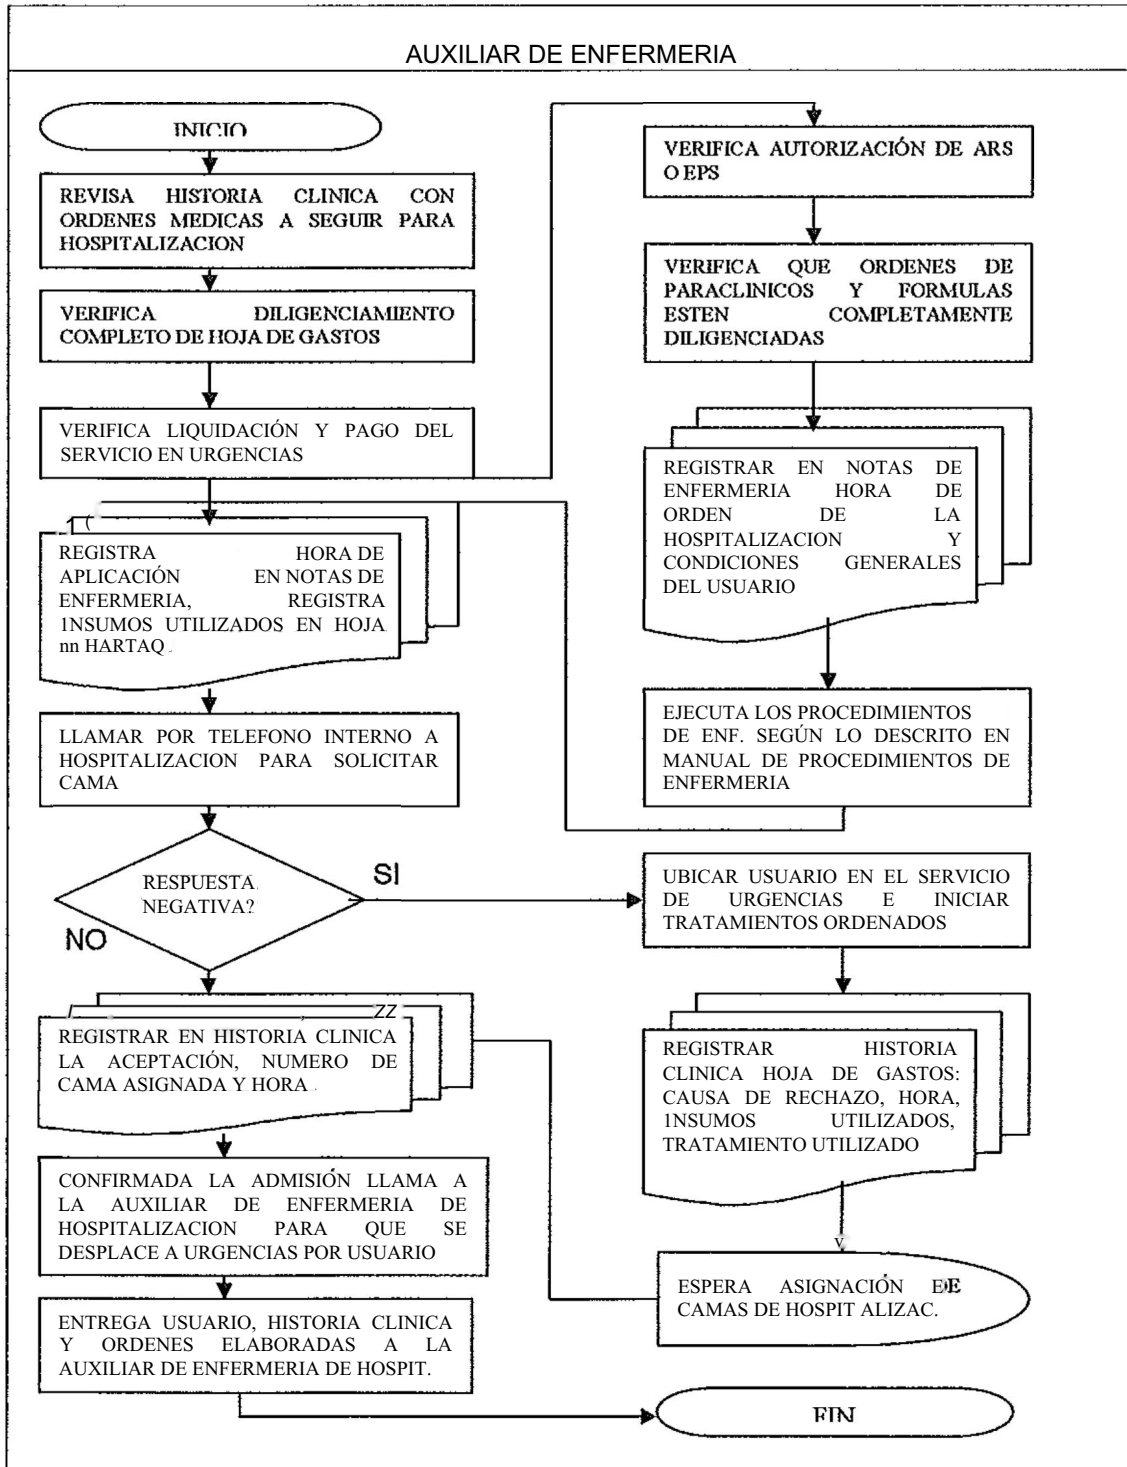 AUXILIAR DE ENFERMERIA
INICIO
REVISA HISTORIA CLINICA CON
ORDENES MEDICAS A SEGUIR PARA
HOSPITALIZACION
VERIFICA DILIGENCIAMIENTO
COMPLETO DE HOJA DE GASTOS
VERIFICA LIQUIDACIÓN Y PAGO DEL
SERVICIO EN URGENCIAS
REGISTRA HORA DE
APLICACIÓN EN NOTAS DE
ENFERMERIA, REGISTRA
1NSUMOS UTILIZADOS EN HOJA
nn HARTAQ
LLAMAR POR TELEFONO INTERNO A
HOSPITALIZACION PARA SOLICITAR
CAMA
RESPUESTA
NEGATIVA?
SI
NO
REGISTRAR EN HISTORIA CLINICA
LA ACEPTACIÓN, NUMERO DE
CAMA ASIGNADA Y HORA
CONFIRMADA LA ADMISIÓN LLAMA A
LA AUXILIAR DE ENFERMERIA DE
HOSPITALIZACION PARA QUE SE
DESPLACE A URGENCIAS POR USUARIO
ENTREGA USUARIO, HISTORIA CLINICA
Y ORDENES ELABORADAS A LA
AUXILIAR DE ENFERMERIA DE HOSPIT.
VERIFICA AUTORIZACIÓN DE ARS
O EPS
VERIFICA QUE ORDENES DE
PARACLINICOS Y FORMULAS
ESTEN COMPLETAMENTE
DILIGENCIADAS
REGISTRAR EN NOTAS DE
ENFERMERIA HORA DE
ORDEN DE LA
HOSPITALIZACION Y
CONDICIONES GENERALES
DEL USUARIO
EJECUTA LOS PROCEDIMIENTOS
DE ENF. SEGÚN LO DESCRITO EN
MANUAL DE PROCEDIMIENTOS DE
ENFERMERIA
UBICAR USUARIO EN EL SERVICIO
DE URGENCIAS E INICIAR
TRATAMIENTOS ORDENADOS
REGISTRAR HISTORIA
CLINICA HOJA DE GASTOS:
CAUSA DE RECHAZO, HORA,
1NSUMOS UTILIZADOS,
TRATAMIENTO UTILIZADO
ESPERA ASIGNACIÓN DE
CAMAS DE HOSPIT ALIZAC.
FIN